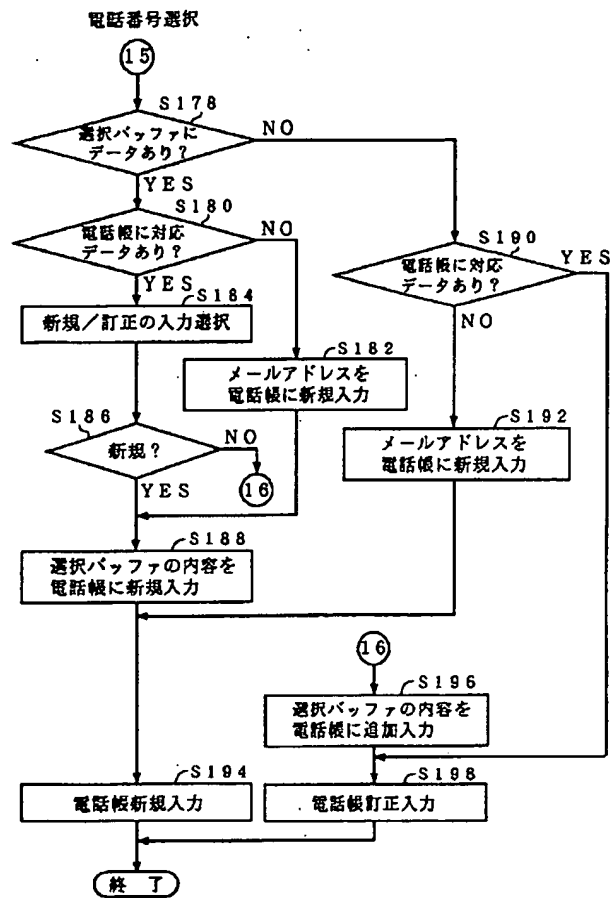 電話番号選択
15
S178
選択バッファに
データあり?
NO
YES
S180
電話帳に対応
データあり?
NO
YES
S190
電話帳に対応
データあり?
YES
NO
S184
新規/訂正の入力選択
S182
メールアドレスを
電話帳に新規入力
S186
新規?
NO
16
YES
S192
メールアドレスを
電話帳に新規入力
S188
選択バッファの内容を
電話帳に新規入力
16
S196
選択バッファの内容を
電話帳に追加入力
S194
電話帳新規入力
S198
電話帳訂正入力
終 了